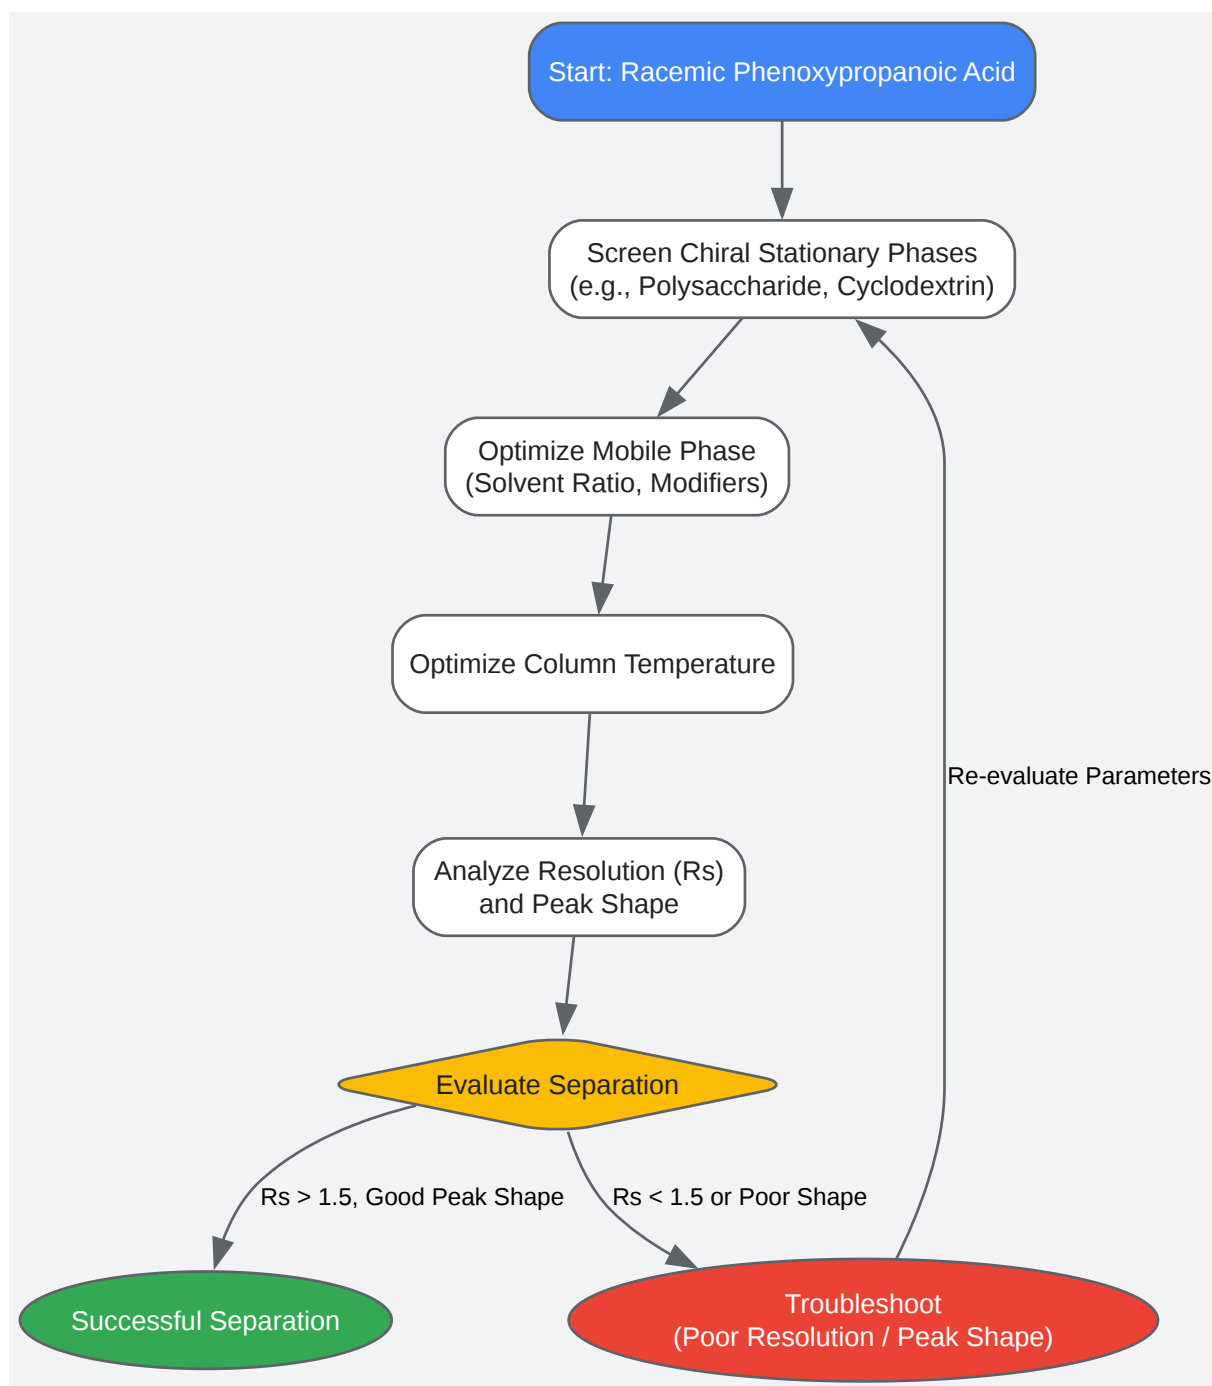 Start: Racemic Phenoxypropanoic Acid
Screen Chiral Stationary Phases
(e.g., Polysaccharide, Cyclodextrin)
Optimize Mobile Phase
(Solvent Ratio, Modifiers)
Optimize Column Temperature
Re-evaluate Parameters
Analyze Resolution (Rs)
and Peak Shape
Evaluate Separation
Rs > 1.5, Good Peak Shape
Rs < 1.5 or Poor Shape
Successful Separation
Troubleshoot
(Poor Resolution / Peak Shape)